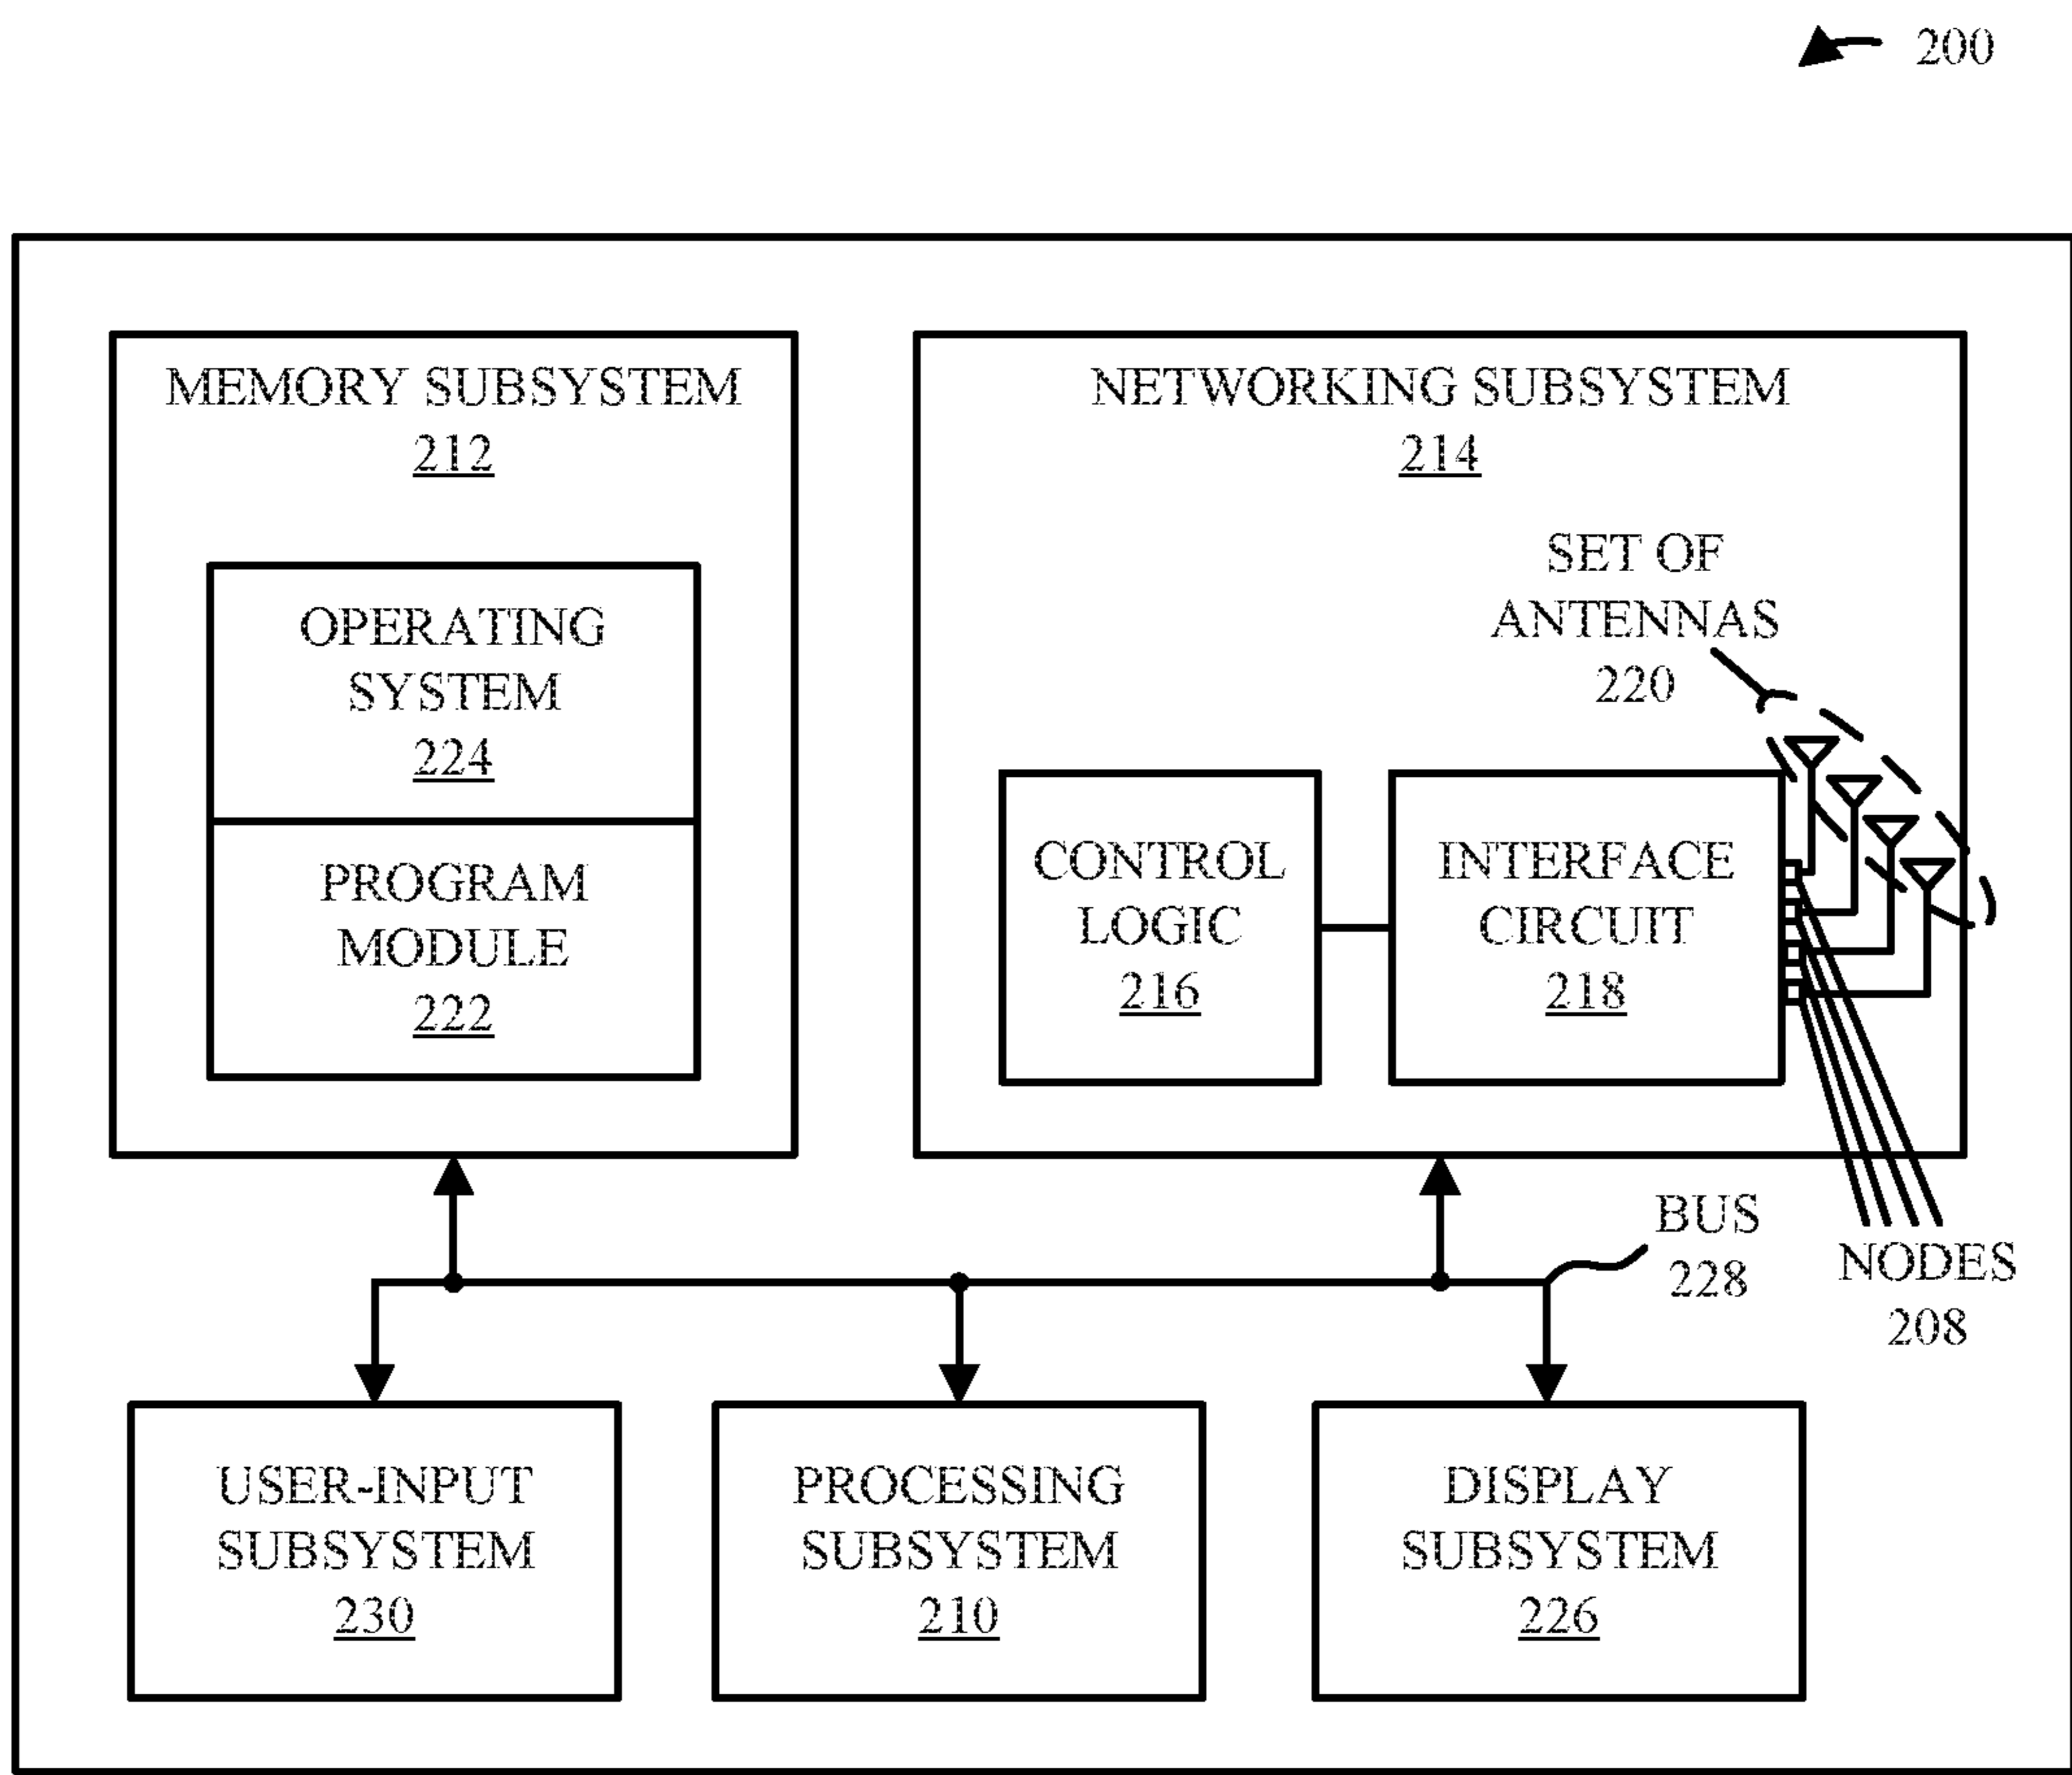 200
MEMORY SUBSYSTEM
212
OPERATING
SYSTEM
224
PROGRAM
MODULE
222
NETWORKING SUBSYSTEM
214
SET OF
ANTENNAS
220
CONTROL
LOGIC
216
INTERFACE
CIRCUIT
218
BUS
228
NODES
208
USER-INPUT
SUBSYSTEM
230
PROCESSING
SUBSYSTEM
210
DISPLAY
SUBSYSTEM
226